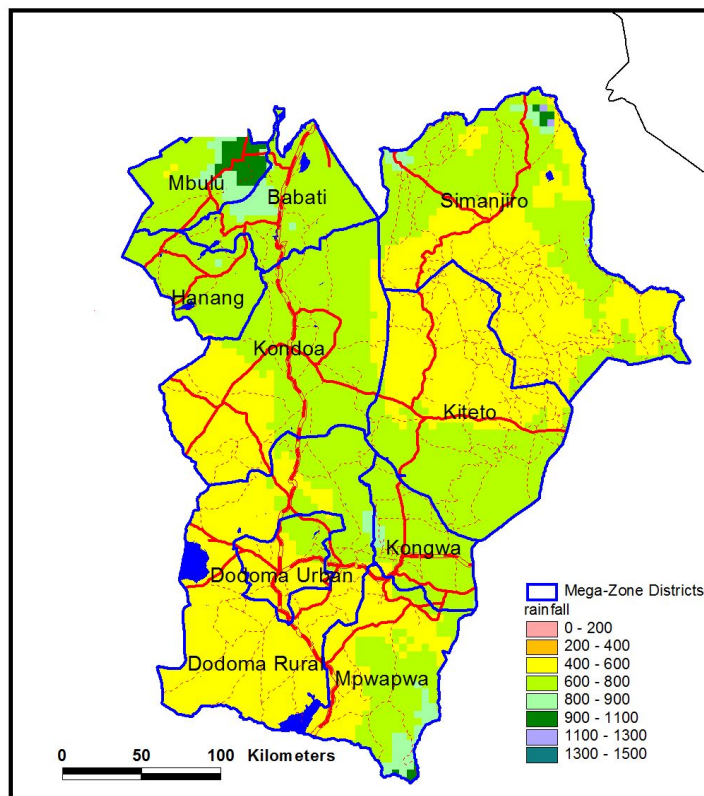 Mbulu
Babati
Simanjiro
Hanang
Kondoa
Kiteto
Kongwa
Dodoma Urban
Dodoma Rural
Mpwapwa
Mega-Zone Districts
rainfall
0 - 200
200 - 400
400 - 600
600 - 800
800 - 900
900 - 1100
1100 - 1300
1300 - 1500
0 50 100 Kilometers